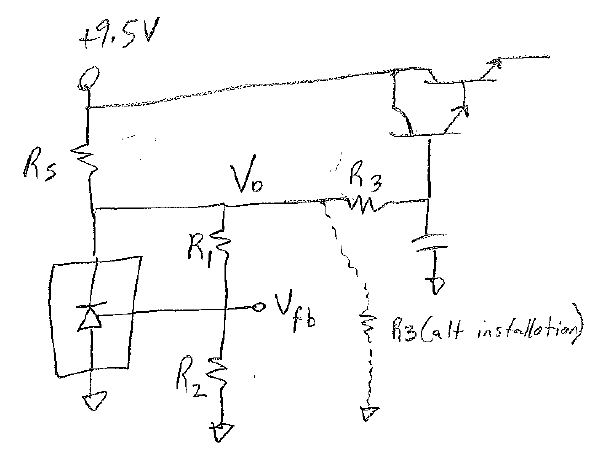 +9.5V
Rs
Vo
R3
R1
Vfb
R3(alt installation)
R2